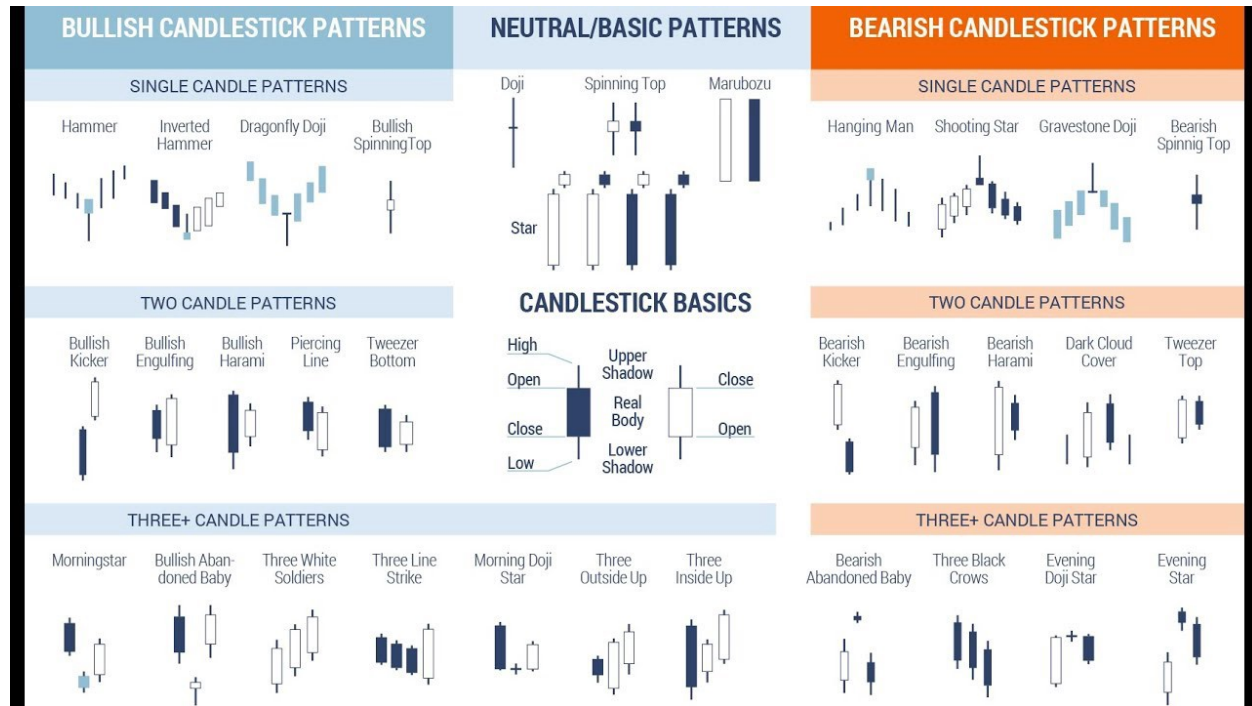 BULLISH CANDLESTICK PATTERNS
SINGLE CANDLE PATTERNS
Hammer
Inverted
Hammer
Dragonfly Doji
Bullish
SpinningTop
TWO CANDLE PATTERNS
Bullish
Kicker
Bullish
Engulfing
Bullish
Harami
Piercing
Line
Tweezer
Bottom
NEUTRAL/BASIC PATTERNS
Doji
Spinning Top
Marubozu
Star
CANDLESTICK BASICS
High
Open
Close
Low
Upper
Shadow
Real
Body
Lower
Shadow
Close
Open
THREE+ CANDLE PATTERNS
Morningstar
Bullish Aban-
doned Baby
Three White
Soldiers
Three Line
Strike
Morning Doji
Star
Three
Outside Up
Three
Inside Up
BEARISH CANDLESTICK PATTERNS
SINGLE CANDLE PATTERNS
Hanging Man
Shooting Star
Gravestone Doji
Bearish
Spinnig Top
TWO CANDLE PATTERNS
Bearish
Kicker
Bearish
Engulfing
Bearish
Harami
Dark Cloud
Cover
Tweezer
Top
THREE+ CANDLE PATTERNS
Bearish
Abandoned Baby
Three Black
Crows
Evening
Doji Star
Evening
Star